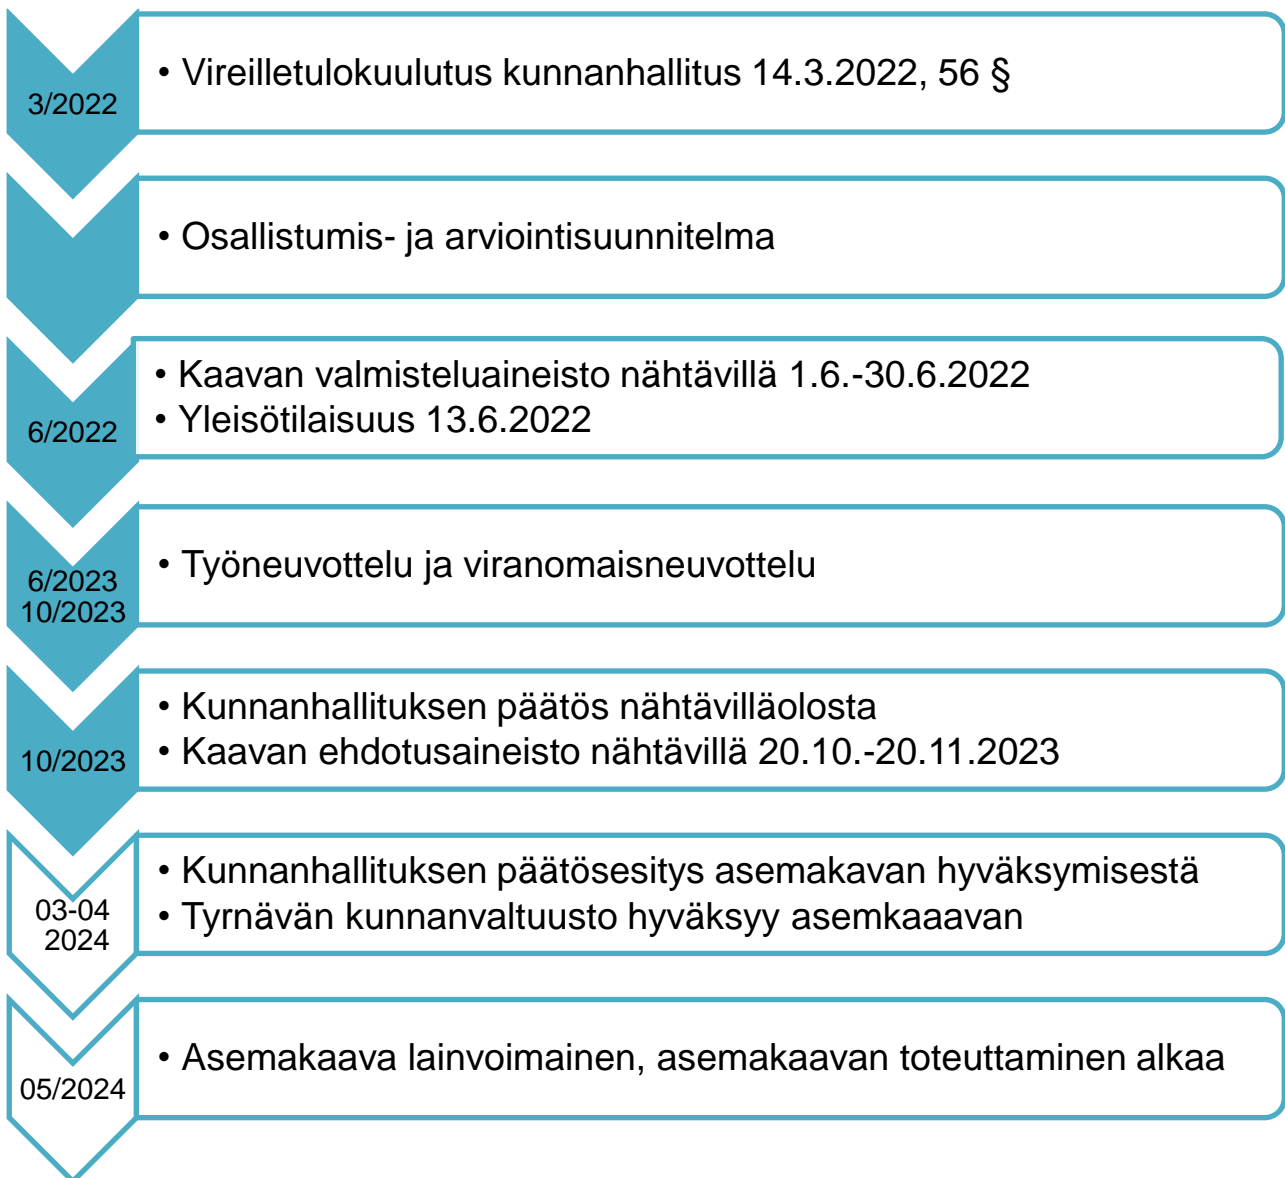 3/2022
• Vireilletulokuulutus kunnanhallitus 14.3.2022, 56 §
• Osallistumis- ja arviointisuunnitelma
6/2022
• Kaavan valmisteluaineisto nähtävillä 1.6.-30.6.2022
• Yleisötilaisuus 13.6.2022
6/2023
10/2023
• Työneuvottelu ja viranomaisneuvottelu
10/2023
• Kunnanhallituksen päätös nähtävilläolosta
• Kaavan ehdotusaineisto nähtävillä 20.10.-20.11.2023
03-04
2024
• Kunnanhallituksen päätösesitys asemakavan hyväksymisestä
• Tyrnävän kunnanvaltuusto hyväksyy asemkaaavan
05/2024
• Asemakaava lainvoimainen, asemakaavan toteuttaminen alkaa